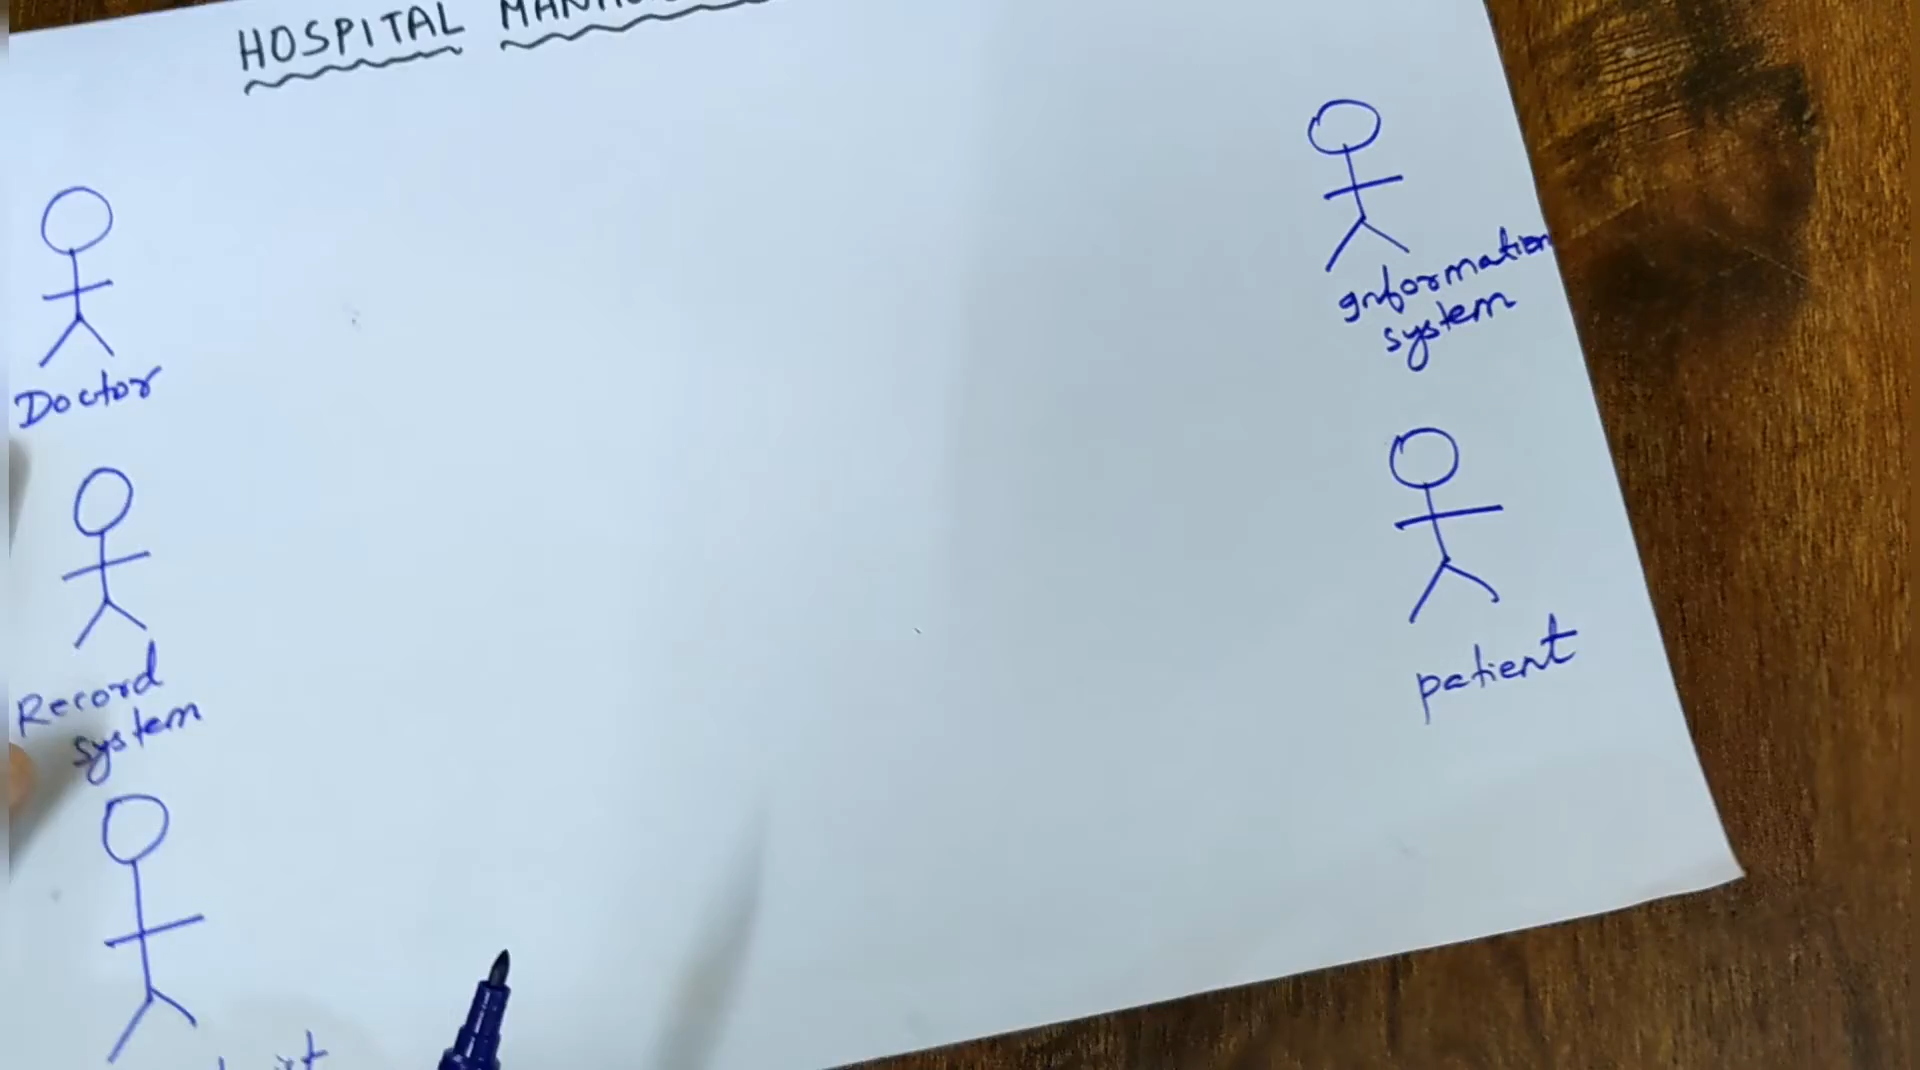 HOSPITAL
Doctor
Information
system
Record
system
patient